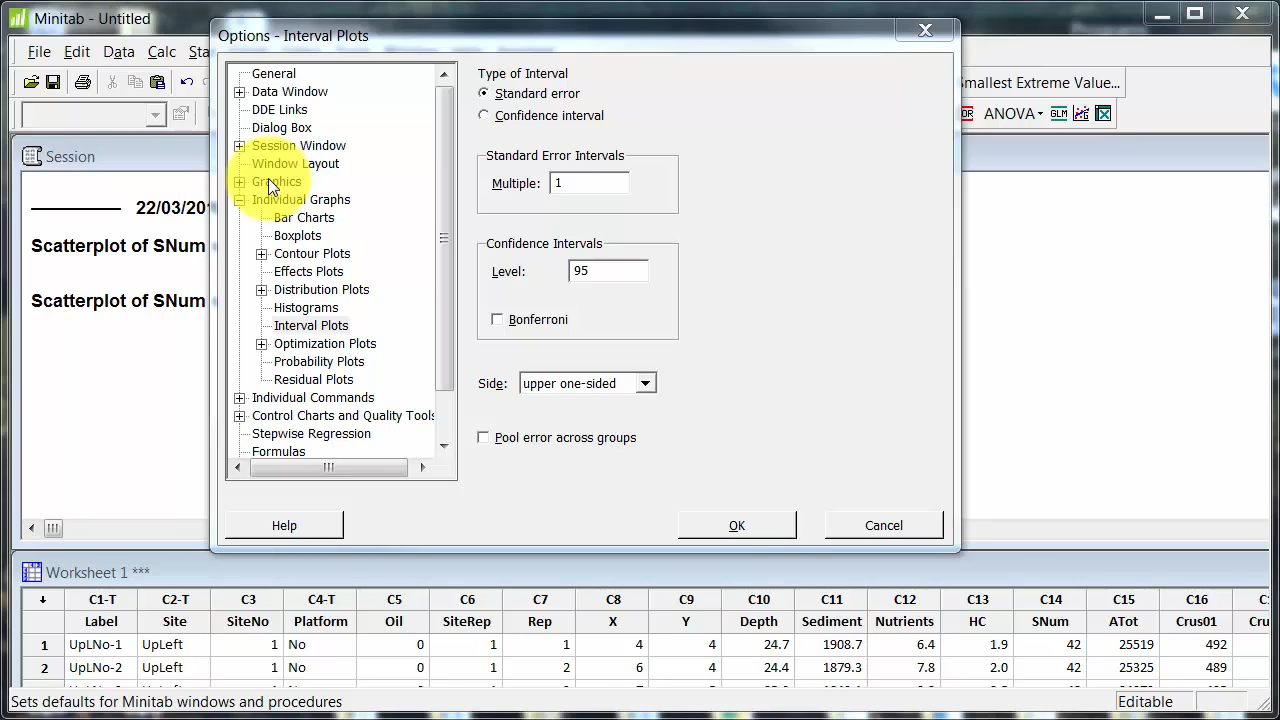 Minitab - Untitled
Options - Interval Plots
File Edit Data Calc Sta
Smallest Extreme Value...
ANOVA
GLM
Session
22/03/201
Scatterplot of SNum
Scatterplot of SNum
General
Data Window
DDE Links
Dialog Box
Session Window
Window Layout
Graphics
Individual Graphs
Bar Charts
Boxplots
Contour Plots
Effects Plots
Distribution Plots
Histograms
Interval Plots
Optimization Plots
Probability Plots
Residual Plots
Individual Commands
Control Charts and Quality Tools
Stepwise Regression
Formulas
Type of Interval
Standard error
Confidence interval
Standard Error Intervals
Multiple: 1
Confidence Intervals
Level: 95
Bonferroni
Side: upper one-sided
Pool error across groups
Help OK Cancel
Worksheet 1 ***
C1-T C2-T C3 C4-T C5 C6 C7 C8 C9 C10 C11 C12 C13 C14 C15 C16
Label Site SiteNo Platform Oil SiteRep Rep X Y Depth Sediment Nutrients HC SNum ATot Crus01 Cru
1 UpLNo-1 UpLeft 1 No 0 1 1 4 4 24.7 1908.7 6.4 1.9 42 25519 492
2 UpLNo-2 UpLeft 1 No 0 1 2 6 4 24.4 1879.3 7.8 2.0 42 25325 489
Sets defaults for Minitab windows and procedures
Editable